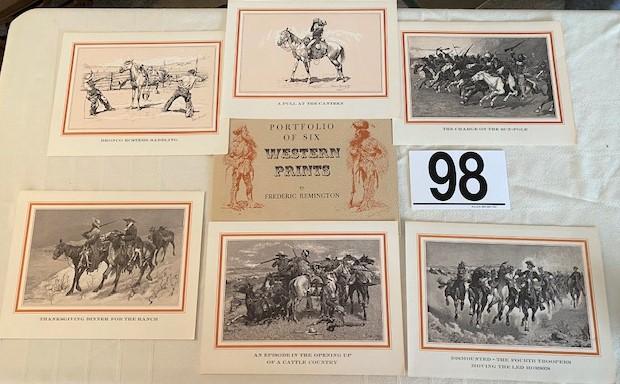 A PULL AT THE CANTEEN
BRONCO BUSTERS SADDLING
THE CHARGE ON THE SUN-POLE
PORTFOLIO
OF SIX
WESTERN
PRINTS
by
FREDERIC REMINGTON
98
THANKSGIVING DINNER FOR THE RANCH
AN EPISODE IN THE OPENING UP
OF A CATTLE COUNTRY
DISMOUNTED - THE FOURTH TROOPERS
MOVING THE LED HORSES